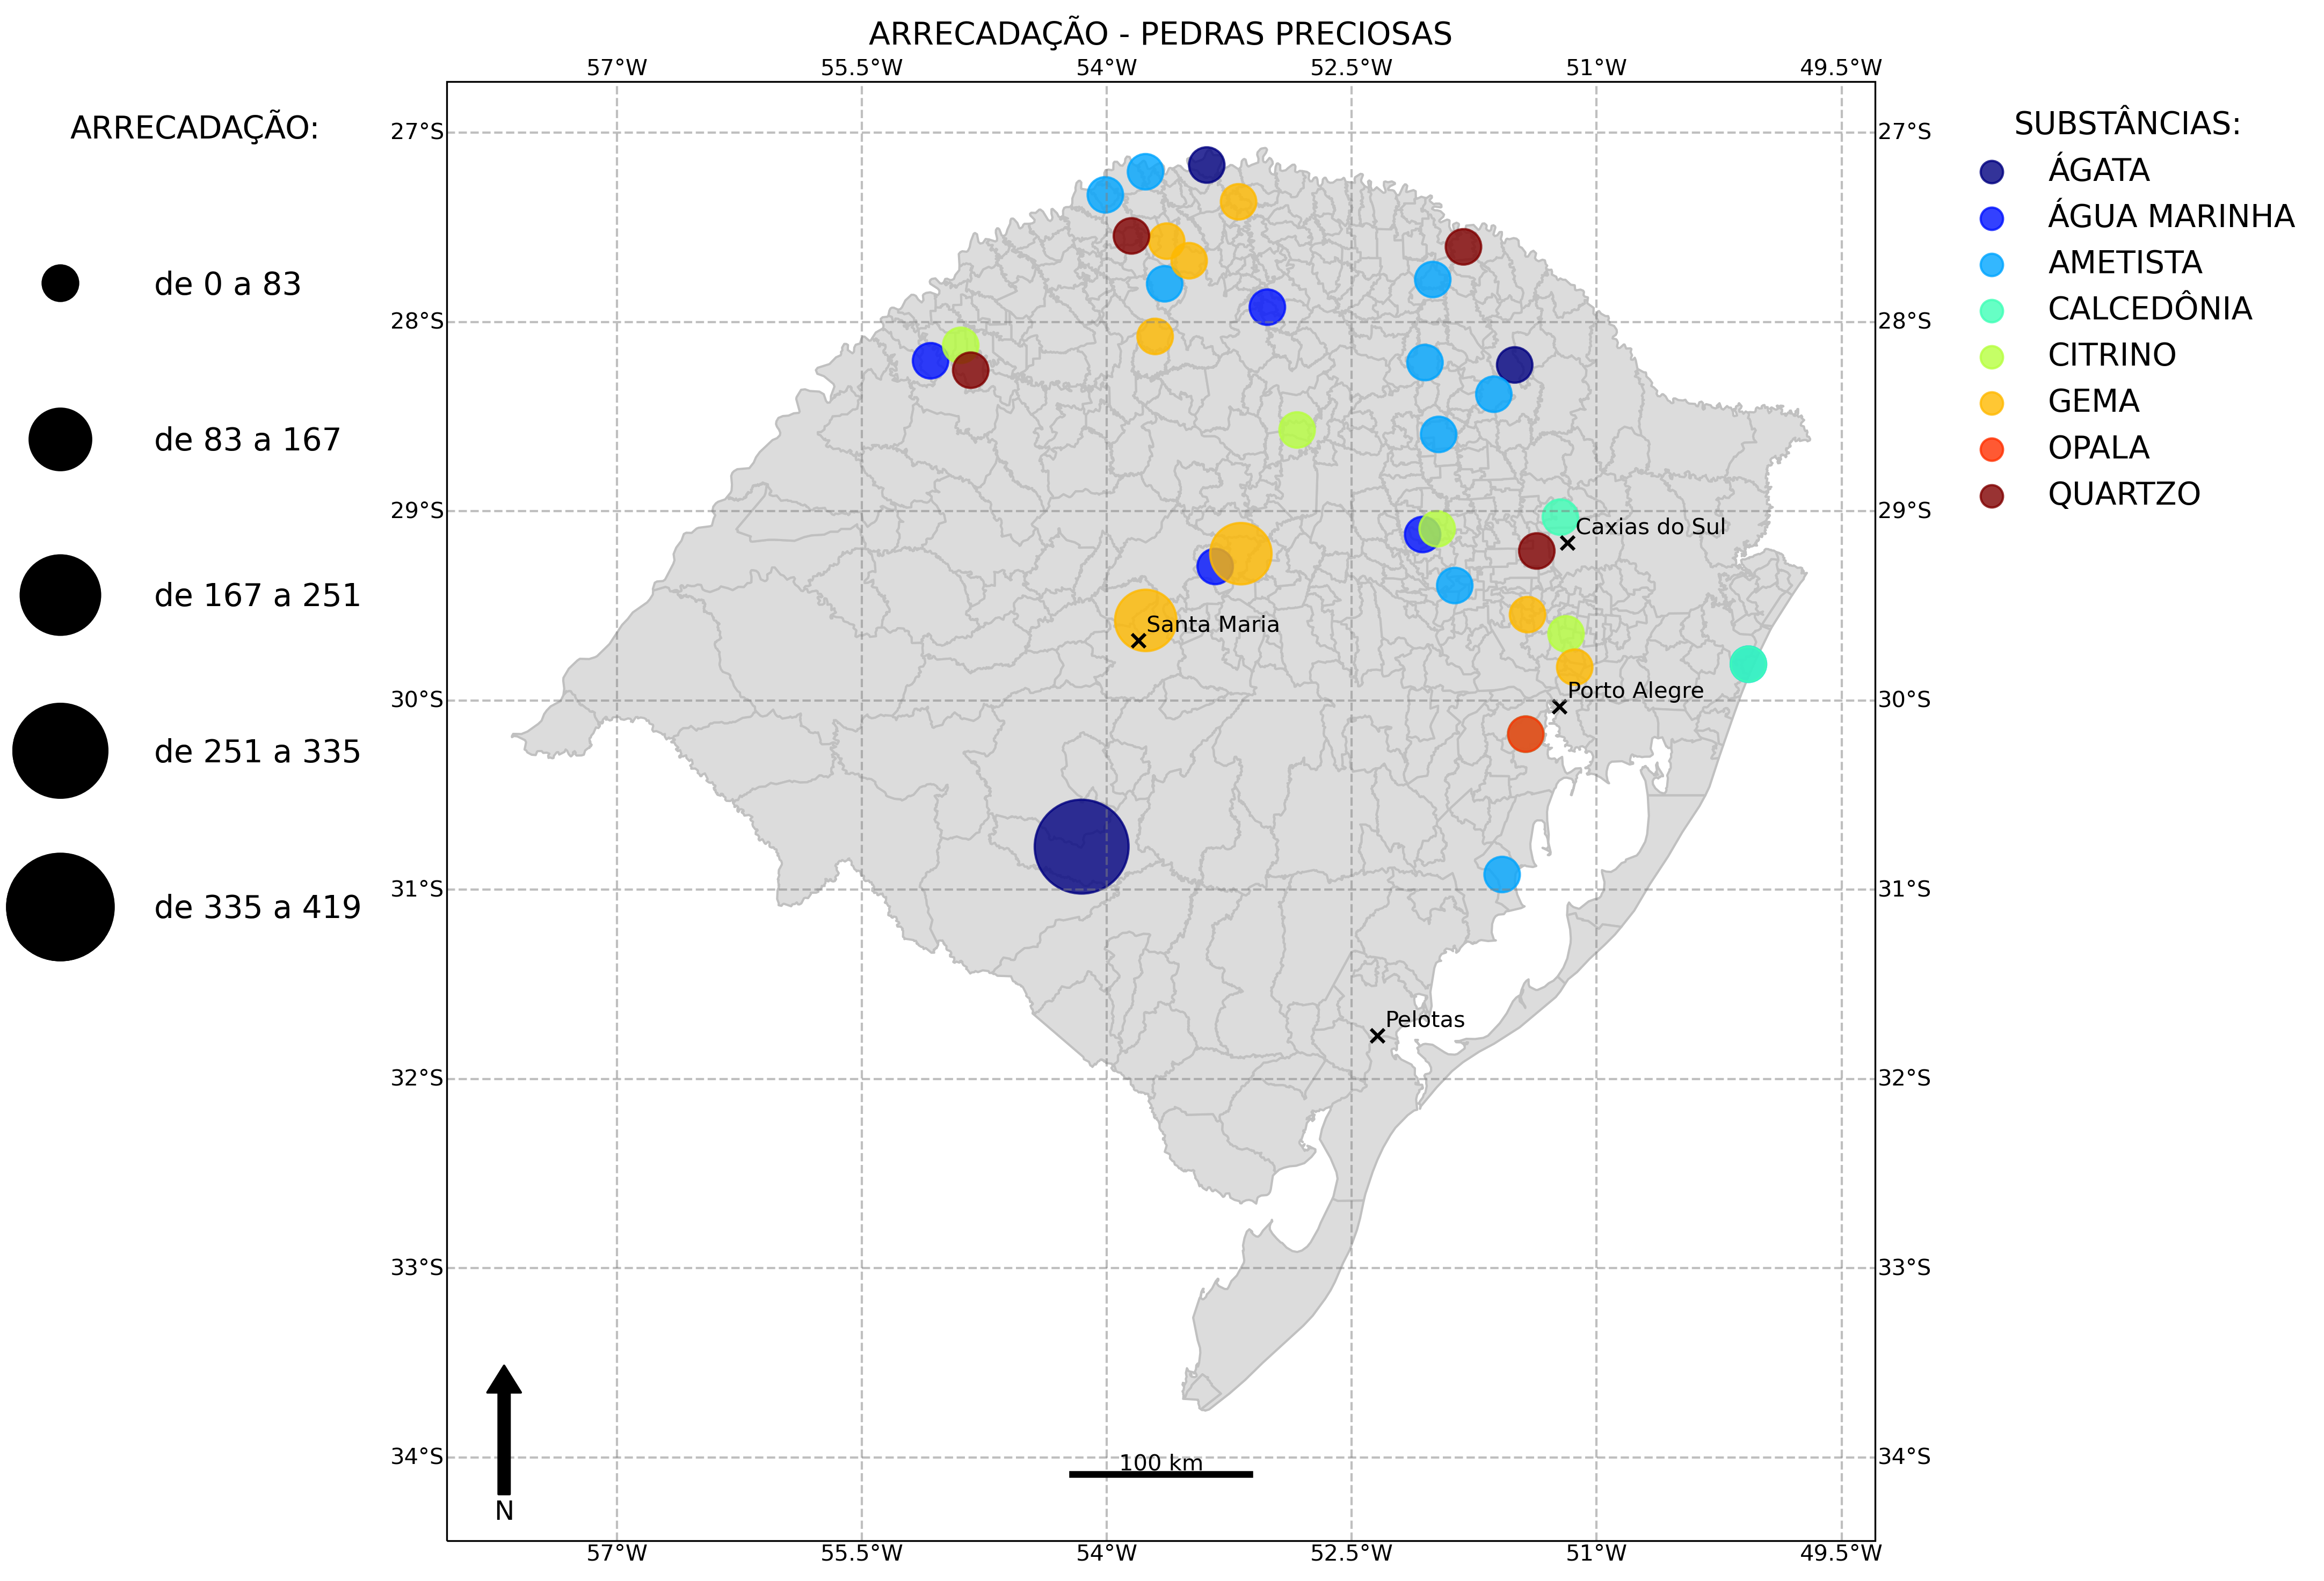 ARRECADAÇÃO - PEDRAS PRECIOSAS
57°W 55.5°W 54°W 52.5°W 51°W 49.5°W
ARRECADAÇÃO:
de 0 a 83
de 83 a 167
de 167 a 251
de 251 a 335
de 335 a 419
27°S
28°S
29°S
30°S
31°S
32°S
33°S
34°S
Caxias do Sul
Santa Maria
Porto Alegre
Pelotas
100 km
N
27°S
28°S
29°S
30°S
31°S
32°S
33°S
34°S
57°W 55.5°W 54°W 52.5°W 51°W 49.5°W
SUBSTÂNCIAS:
ÁGATA
ÁGUA MARINHA
AMETISTA
CALCEDÔNIA
CITRINO
GEMA
OPALA
QUARTZO